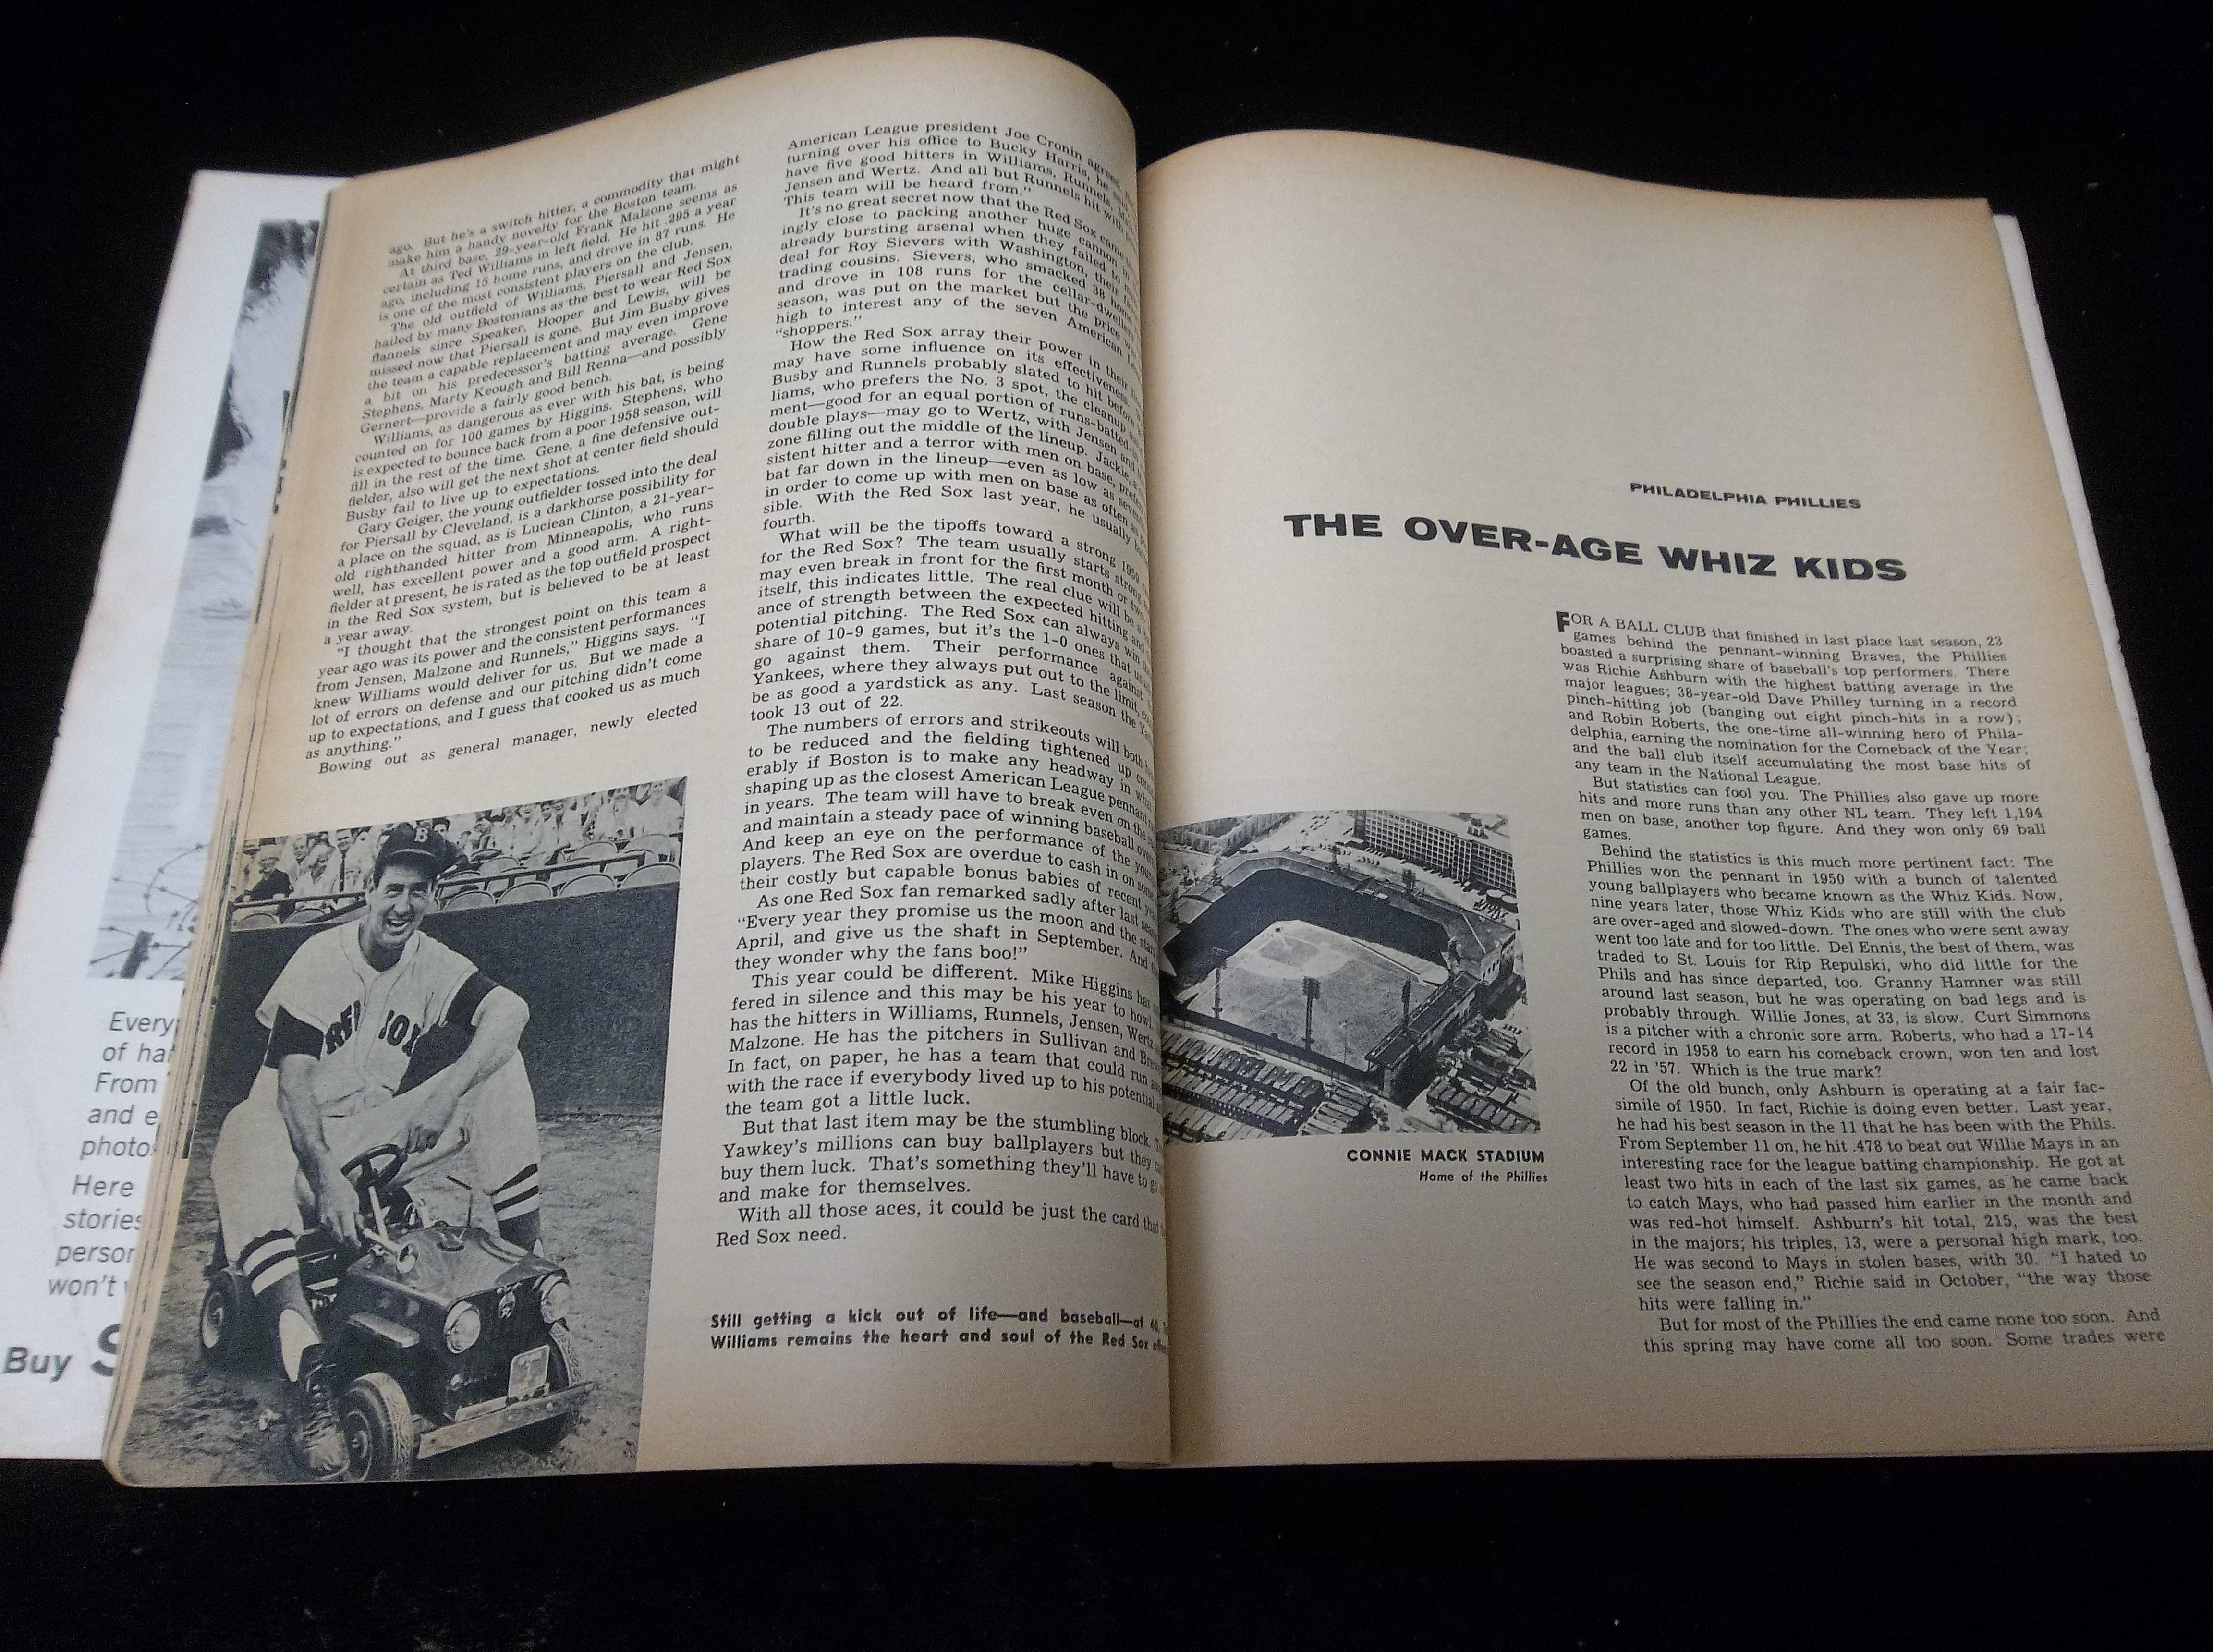 Every
of ha
From
and e
photo
Here
stories
person
won't
Buy S
ago. But he's a switch hitter, a commodity that might
make him a handy novelty for the Boston team.
At third base, 29-year-old Frank Malzone seems as
certain as Ted Williams in left field. He hit .295 a year
ago, including 15 home runs, and drove in 87 runs. He
is one of the most consistent players on the club.
The old outfield of Williams, Piersall and Jensen,
hailed by many Bostonians as the best to wear Red Sox
flannels since Speaker, Hooper and Lewis, will be
missed now that Piersall is gone. But Jim Busby gives
the team a capable replacement and may even improve
a bit on his predecessor's batting average. Gene
Stephens, Marty Keough and Bill Renna—and possibly
Gernert—provide a fairly good bench.
Williams, as dangerous as ever with his bat, is being
counted on for 100 games by Higgins. Stephens, who
is expected to bounce back from a poor 1958 season, will
fill in the rest of the time. Gene, a fine defensive out-
fielder, also will get the next shot at center field should
Busby fail to live up to expectations.
Gary Geiger, the young outfielder tossed into the deal
for Piersall by Cleveland, is a darkhorse possibility for
a place on the squad, as is Luciean Clinton, a 21-year-
old righthanded hitter from Minneapolis, who runs
well, has excellent power and a good arm. A right-
fielder at present, he is rated as the top outfield prospect
in the Red Sox system, but is believed to be at least
a year away.
"I thought that the strongest point on this team a
year ago was its power and the consistent performances
from Jensen, Malzone and Runnels," Higgins says. "I
knew Williams would deliver for us. But we made a
lot of errors on defense and our pitching didn't come
up to expectations, and I guess that cooked us as much
as anything."
Bowing out as general manager, newly elected
American League president Joe Cronin agreed
turning over his office to Bucky Harris, he said
have five good hitters in Williams, Runnels,
Jensen and Wertz. And all but Runnels hit with
This team will be heard from."
It's no great secret now that the Red Sox came
ingly close to packing another huge cannon in
already bursting arsenal when they failed to
deal for Roy Sievers with Washington, their
trading cousins. Sievers, who smacked 38 home
and drove in 108 runs for the cellar-dwellers
season, was put on the market but the price was
high to interest any of the seven American
"shoppers."
How the Red Sox array their power in their
may have some influence on its effectiveness.
Busby and Runnels probably slated to hit before
liams, who prefers the No. 3 spot, the cleanup
ment—good for an equal portion of runs-batted-in
double plays—may go to Wertz, with Jensen and
zone filling out the middle of the lineup. Jackie, a
sistent hitter and a terror with men on base,
bat far down in the lineup—even as low as seventh
in order to come up with men on base as often as
sible. With the Red Sox last year, he usually
fourth.
What will be the tipoffs toward a strong 1959
for the Red Sox? The team usually starts strong
may even break in front for the first month or two.
itself, this indicates little. The real clue will be
ance of strength between the expected hitting and
potential pitching. The Red Sox can always win
share of 10-9 games, but it's the 1-0 ones that
go against them. Their performance against
Yankees, where they always put out to the limit,
be as good a yardstick as any. Last season the
took 13 out of 22.
The numbers of errors and strikeouts will both
to be reduced and the fielding tightened up
erably if Boston is to make any headway in
shaping up as the closest American League pennant
in years. The team will have to break even on the
and maintain a steady pace of winning baseball
And keep an eye on the performance of the
players. The Red Sox are overdue to cash in on some
their costly but capable bonus babies of recent
As one Red Sox fan remarked sadly after last
"Every year they promise us the moon and the stars
April, and give us the shaft in September. And
they wonder why the fans boo!"
This year could be different. Mike Higgins has
fered in silence and this may be his year to howl.
has the hitters in Williams, Runnels, Jensen, Wertz
Malzone. He has the pitchers in Sullivan and
In fact, on paper, he has a team that could run
with the race if everybody lived up to his potential
the team got a little luck.
But that last item may be the stumbling block.
Yawkey's millions can buy ballplayers but they
buy them luck. That's something they'll have to go
and make for themselves.
With all those aces, it could be just the card that
Red Sox need.
B
RED SOX
Still getting a kick out of life—and baseball—at 40,
Williams remains the heart and soul of the Red Sox
PHILADELPHIA PHILLIES
THE OVER-AGE WHIZ KIDS
FOR A BALL CLUB that finished in last place last season, 23
games behind the pennant-winning Braves, the Phillies
boasted a surprising share of baseball's top performers. There
was Richie Ashburn with the highest batting average in the
major leagues; 38-year-old Dave Philley turning in a record
pinch-hitting job (banging out eight pinch-hits in a row);
and Robin Roberts, the one-time all-winning hero of Phila-
delphia, earning the nomination for the Comeback of the Year;
and the ball club itself accumulating the most base hits of
any team in the National League.
But statistics can fool you. The Phillies also gave up more
hits and more runs than any other NL team. They left 1,194
men on base, another top figure. And they won only 69 ball
games.
Behind the statistics is this much more pertinent fact: The
Phillies won the pennant in 1950 with a bunch of talented
young ballplayers who became known as the Whiz Kids. Now,
nine years later, those Whiz Kids who are still with the club
are over-aged and slowed-down. The ones who were sent away
went too late and for too little. Del Ennis, the best of them, was
traded to St. Louis for Rip Repulski, who did little for the
Phils and has since departed, too. Granny Hamner was still
around last season, but he was operating on bad legs and is
probably through. Willie Jones, at 33, is slow. Curt Simmons
is a pitcher with a chronic sore arm. Roberts, who had a 17-14
record in 1958 to earn his comeback crown, won ten and lost
22 in '57. Which is the true mark?
Of the old bunch, only Ashburn is operating at a fair fac-
simile of 1950. In fact, Richie is doing even better. Last year,
he had his best season in the 11 that he has been with the Phils.
From September 11 on, he hit .478 to beat out Willie Mays in an
interesting race for the league batting championship. He got at
least two hits in each of the last six games, as he came back
to catch Mays, who had passed him earlier in the month and
was red-hot himself. Ashburn's hit total, 215, was the best
in the majors; his triples, 13, were a personal high mark, too.
He was second to Mays in stolen bases, with 30. "I hated to
see the season end," Richie said in October, "the way those
hits were falling in."
But for most of the Phillies the end came none too soon. And
this spring may have come all too soon. Some trades were
CONNIE MACK STADIUM
Home of the Phillies